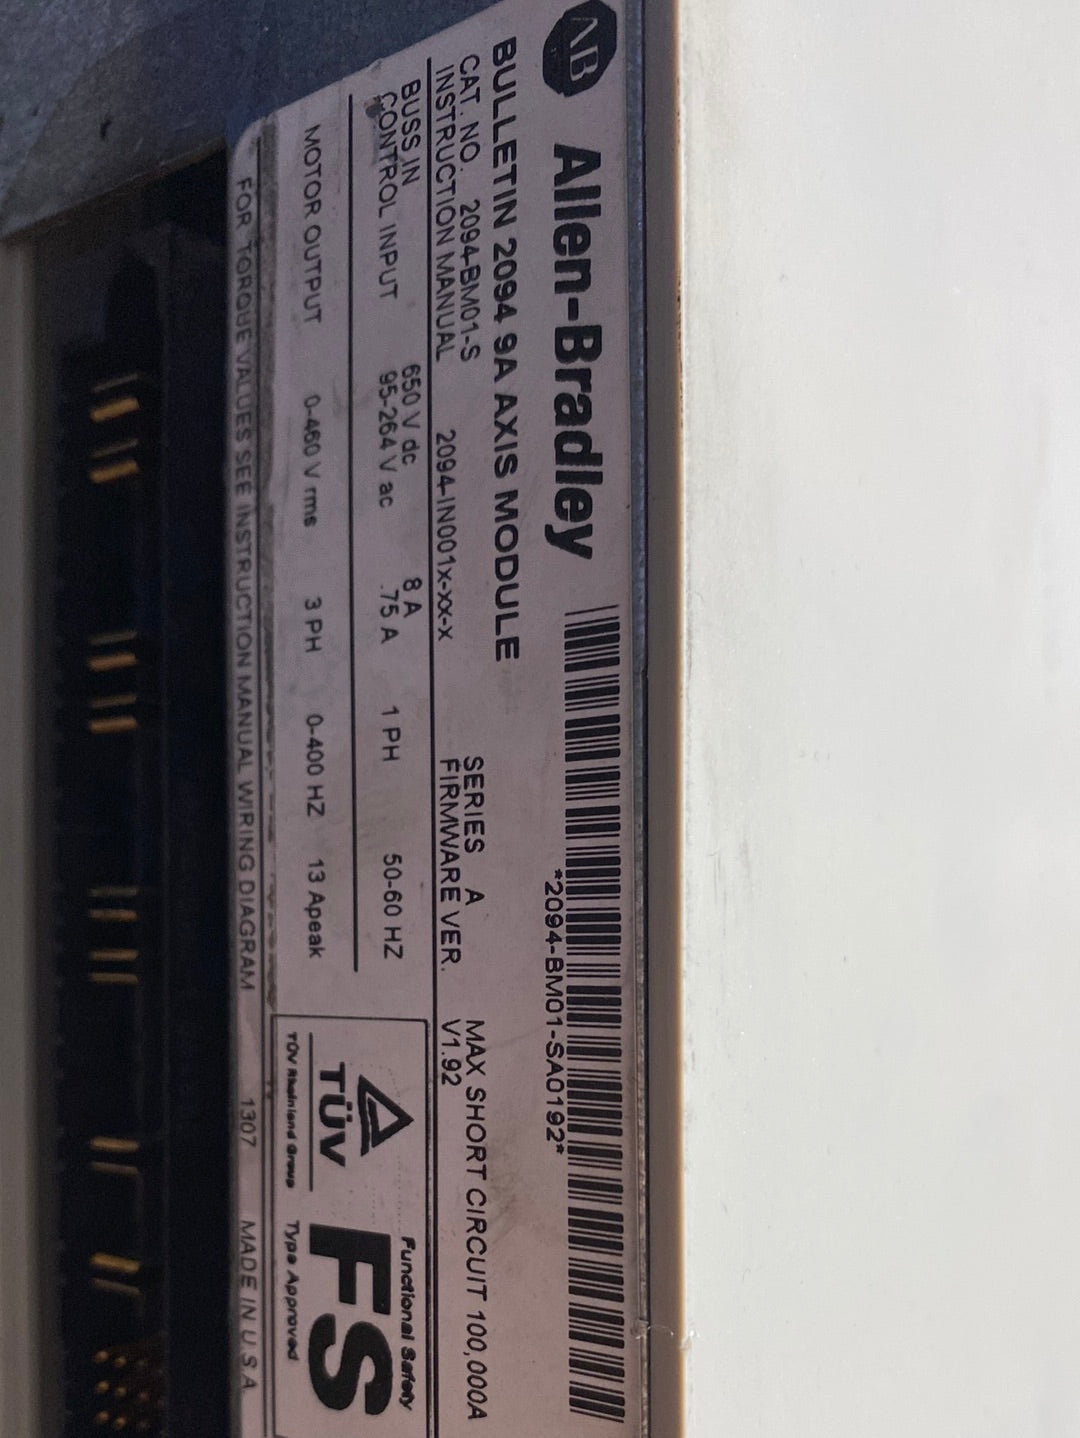 AB Allen-Bradley
*2094-BM01-SA0192*
BULLETIN 2094 9A AXIS MODULE
CAT. NO. 2094-BM01-S SERIES A MAX SHORT CIRCUIT 100,000A
INSTRUCTION MANUAL 2094-IN001x-xx-x FIRMWARE VER. V1.92
BUSS IN 650 V dc 8 A
CONTROL INPUT 95-264 V ac .75 A 1 PH 50-60 HZ
MOTOR OUTPUT 0-460 V rms 3 PH 0-400 HZ 13 Apeak
FOR TORQUE VALUES SEE INSTRUCTION MANUAL WIRING DIAGRAM 1307 MADE IN U.S.A
TÜV
TÜV Rheinland Group
Functional Safety
FS
Type Approved